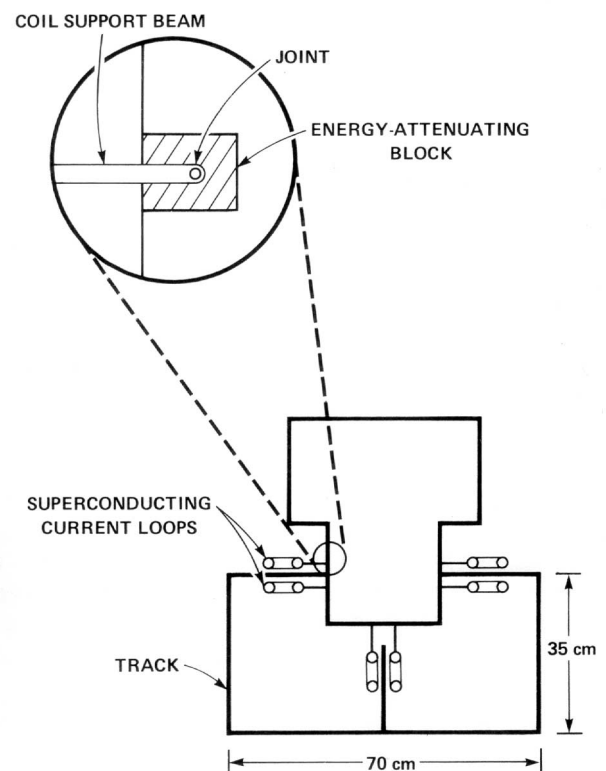 COIL SUPPORT BEAM
JOINT
ENERGY-ATTENUATING
BLOCK
SUPERCONDUCTING
CURRENT LOOPS
TRACK
35 cm
70 cm